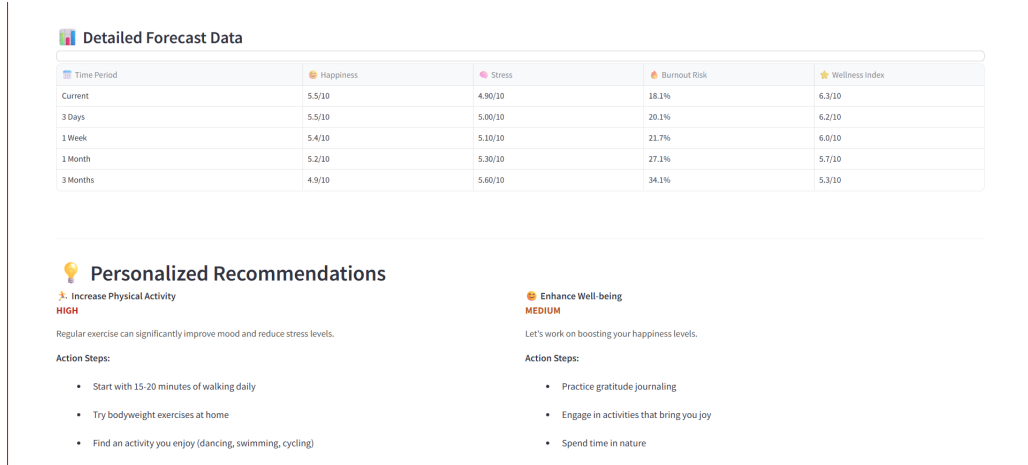 📊 Detailed Forecast Data
📅 Time Period 😊 Happiness 🧠 Stress 🔥 Burnout Risk ⭐ Wellness Index
Current 5.5/10 4.90/10 18.1% 6.3/10
3 Days 5.5/10 5.00/10 20.1% 6.2/10
1 Week 5.4/10 5.10/10 21.7% 6.0/10
1 Month 5.2/10 5.30/10 27.1% 5.7/10
3 Months 4.9/10 5.60/10 34.1% 5.3/10
💡 Personalized Recommendations
🏃 Increase Physical Activity
HIGH
Regular exercise can significantly improve mood and reduce stress levels.
Action Steps:
• Start with 15-20 minutes of walking daily
• Try bodyweight exercises at home
• Find an activity you enjoy (dancing, swimming, cycling)
😊 Enhance Well-being
MEDIUM
Let's work on boosting your happiness levels.
Action Steps:
• Practice gratitude journaling
• Engage in activities that bring you joy
• Spend time in nature